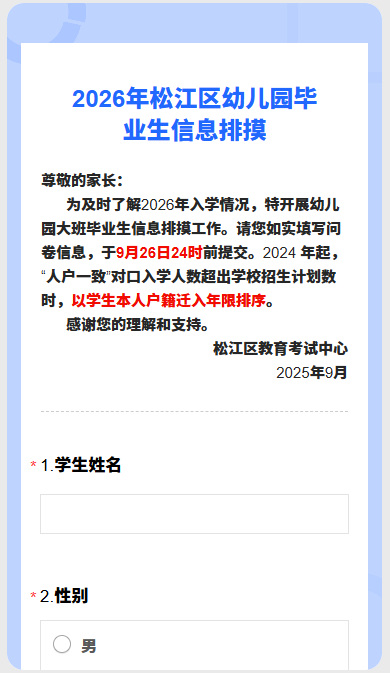 2026年松江区幼儿园毕
业生信息排摸
尊敬的家长：
为及时了解2026年入学情况，特开展幼儿
园大班毕业生信息排摸工作。请您如实填写问
卷信息，于9月26日24时前提交。2024 年起，
“人户一致”对口入学人数超出学校招生计划数
时，以学生本人户籍迁入年限排序。
感谢您的理解和支持。
松江区教育考试中心
2025年9月
* 1.学生姓名
* 2.性别
男